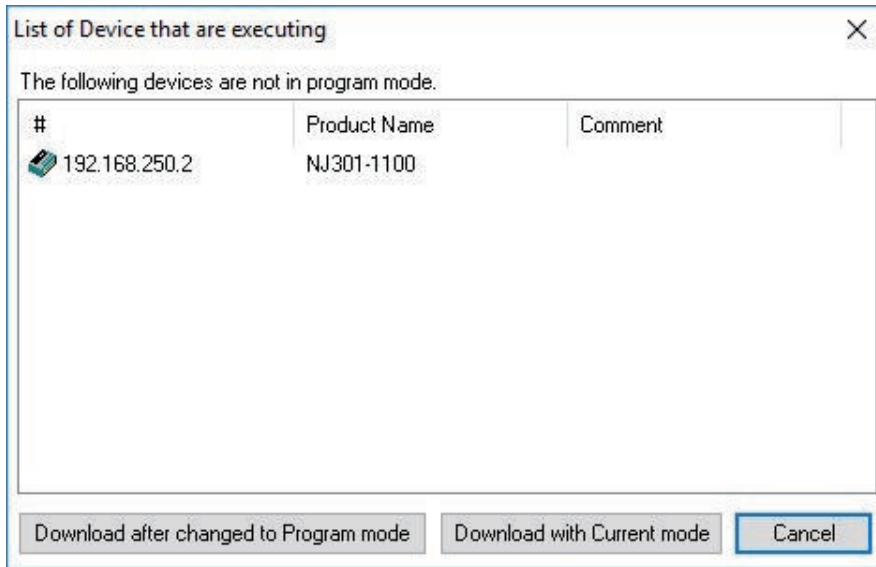 List of Device that are executing
The following devices are not in program mode.
# Product Name Comment
192.168.250.2 NJ301-1100
Download after changed to Program mode Download with Current mode Cancel